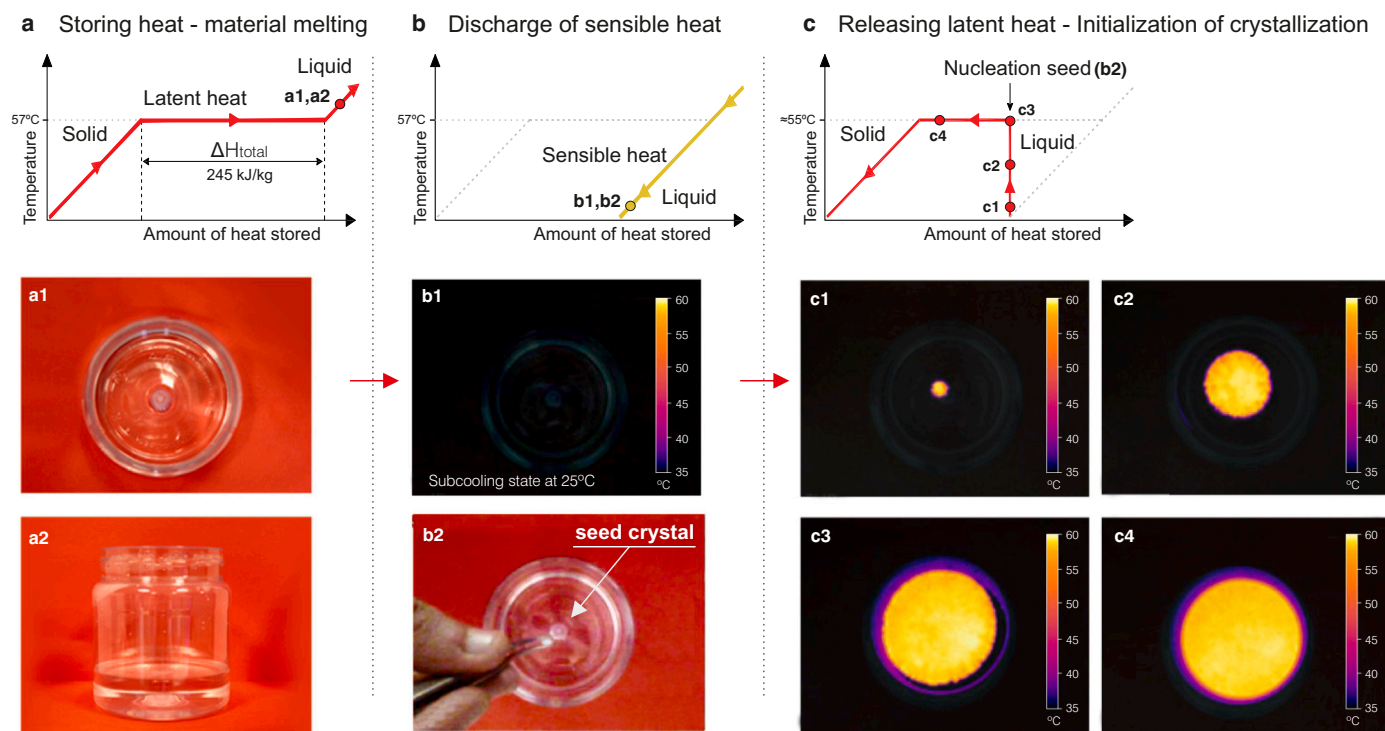 a Storing heat - material melting
Temperature
57ºC
Solid
Latent heat
Liquid
a1,a2
ΔHtotal
245 kJ/kg
Amount of heat stored
a1
a2
b Discharge of sensible heat
Temperature
57ºC
Sensible heat
b1,b2
Liquid
Amount of heat stored
b1
60
55
50
45
40
35
ºC
Subcooling state at 25ºC
b2
seed crystal
c Releasing latent heat - Initialization of crystallization
Nucleation seed (b2)
Temperature
≈55ºC
Solid
c4
c3
Liquid
c2
c1
Amount of heat stored
c1
60
55
50
45
40
35
ºC
c2
60
55
50
45
40
35
ºC
c3
60
55
50
45
40
35
ºC
c4
60
55
50
45
40
35
ºC